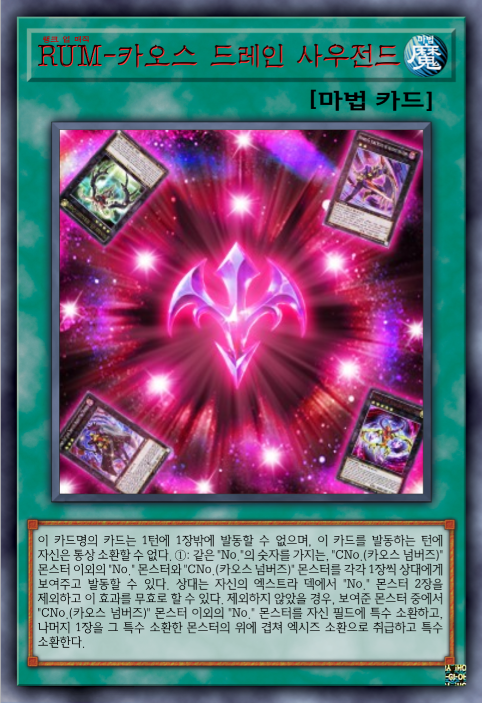 랭크 업 매직
RUM-카오스 드레인 사우전드
마법
魔
[마법 카드]
이 카드명의 카드는 1턴에 1장밖에 발동할 수 없으며, 이 카드를 발동하는 턴에
자신은 통상 소환할 수 없다. ①: 같은 "No."의 숫자를 가지는, "CNo.(카오스 넘버즈)"
몬스터 이외의 "No." 몬스터와 "CNo.(카오스 넘버즈)" 몬스터를 각각 1장씩 상대에게
보여주고 발동할 수 있다. 상대는 자신의 엑스트라 덱에서 "No." 몬스터 2장을
제외하고 이 효과를 무효로 할 수 있다. 제외하지 않았을 경우, 보여준 몬스터 중에서
"CNo.(카오스 넘버즈)" 몬스터 이외의 "No." 몬스터를 자신 필드에 특수 소환하고,
나머지 1장을 그 특수 소환한 몬스터의 위에 겹쳐 엑시즈 소환으로 취급하고 특수
소환한다.